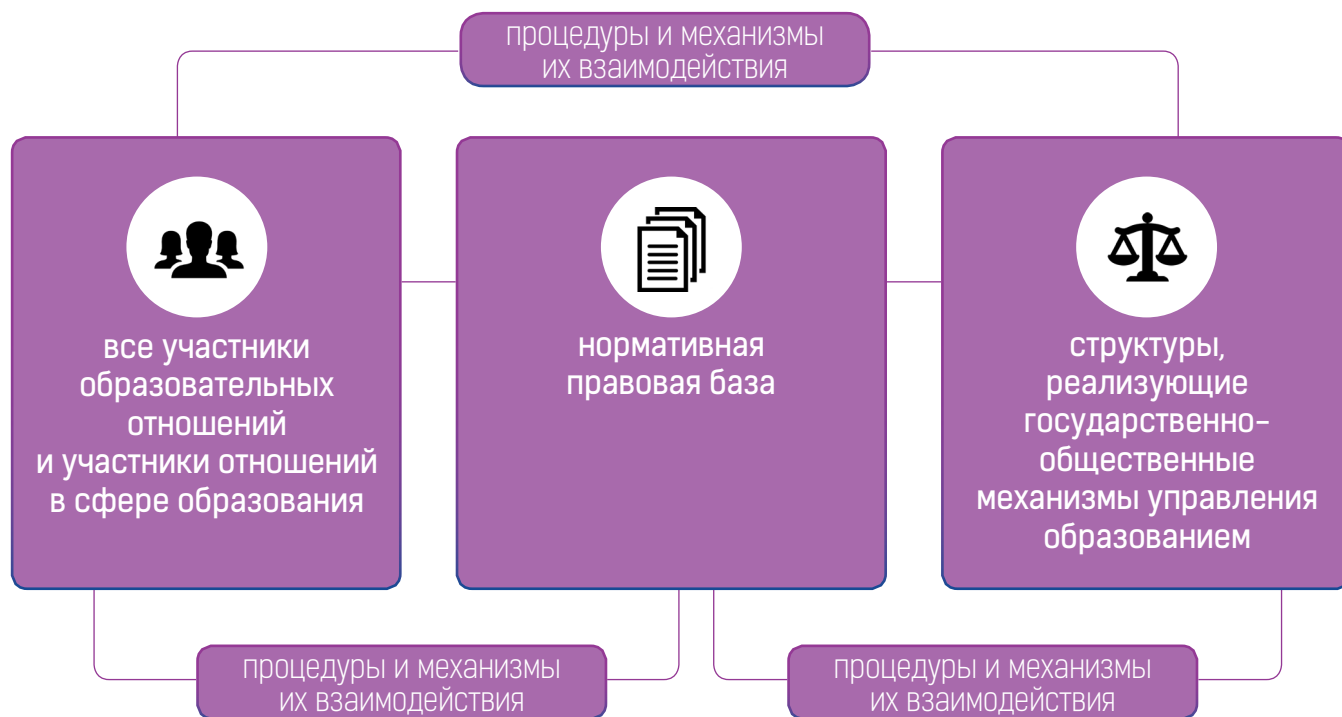 процедуры и механизмы
их взаимодействия
все участники
образовательных
отношений
и участники отношений
в сфере образования
нормативная
правовая база
структуры,
реализующие
государственно-
общественные
механизмы управления
образованием
процедуры и механизмы
их взаимодействия
процедуры и механизмы
их взаимодействия